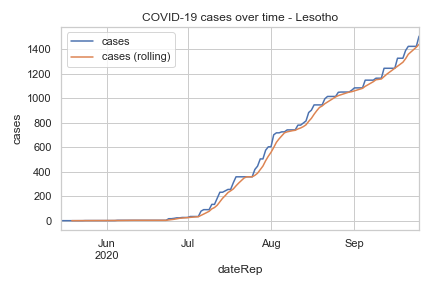 COVID-19 cases over time - Lesotho
cases
cases (rolling)
1400
1200
1000
800
600
400
200
0
cases
Jun
2020
Jul
Aug
Sep
dateRep